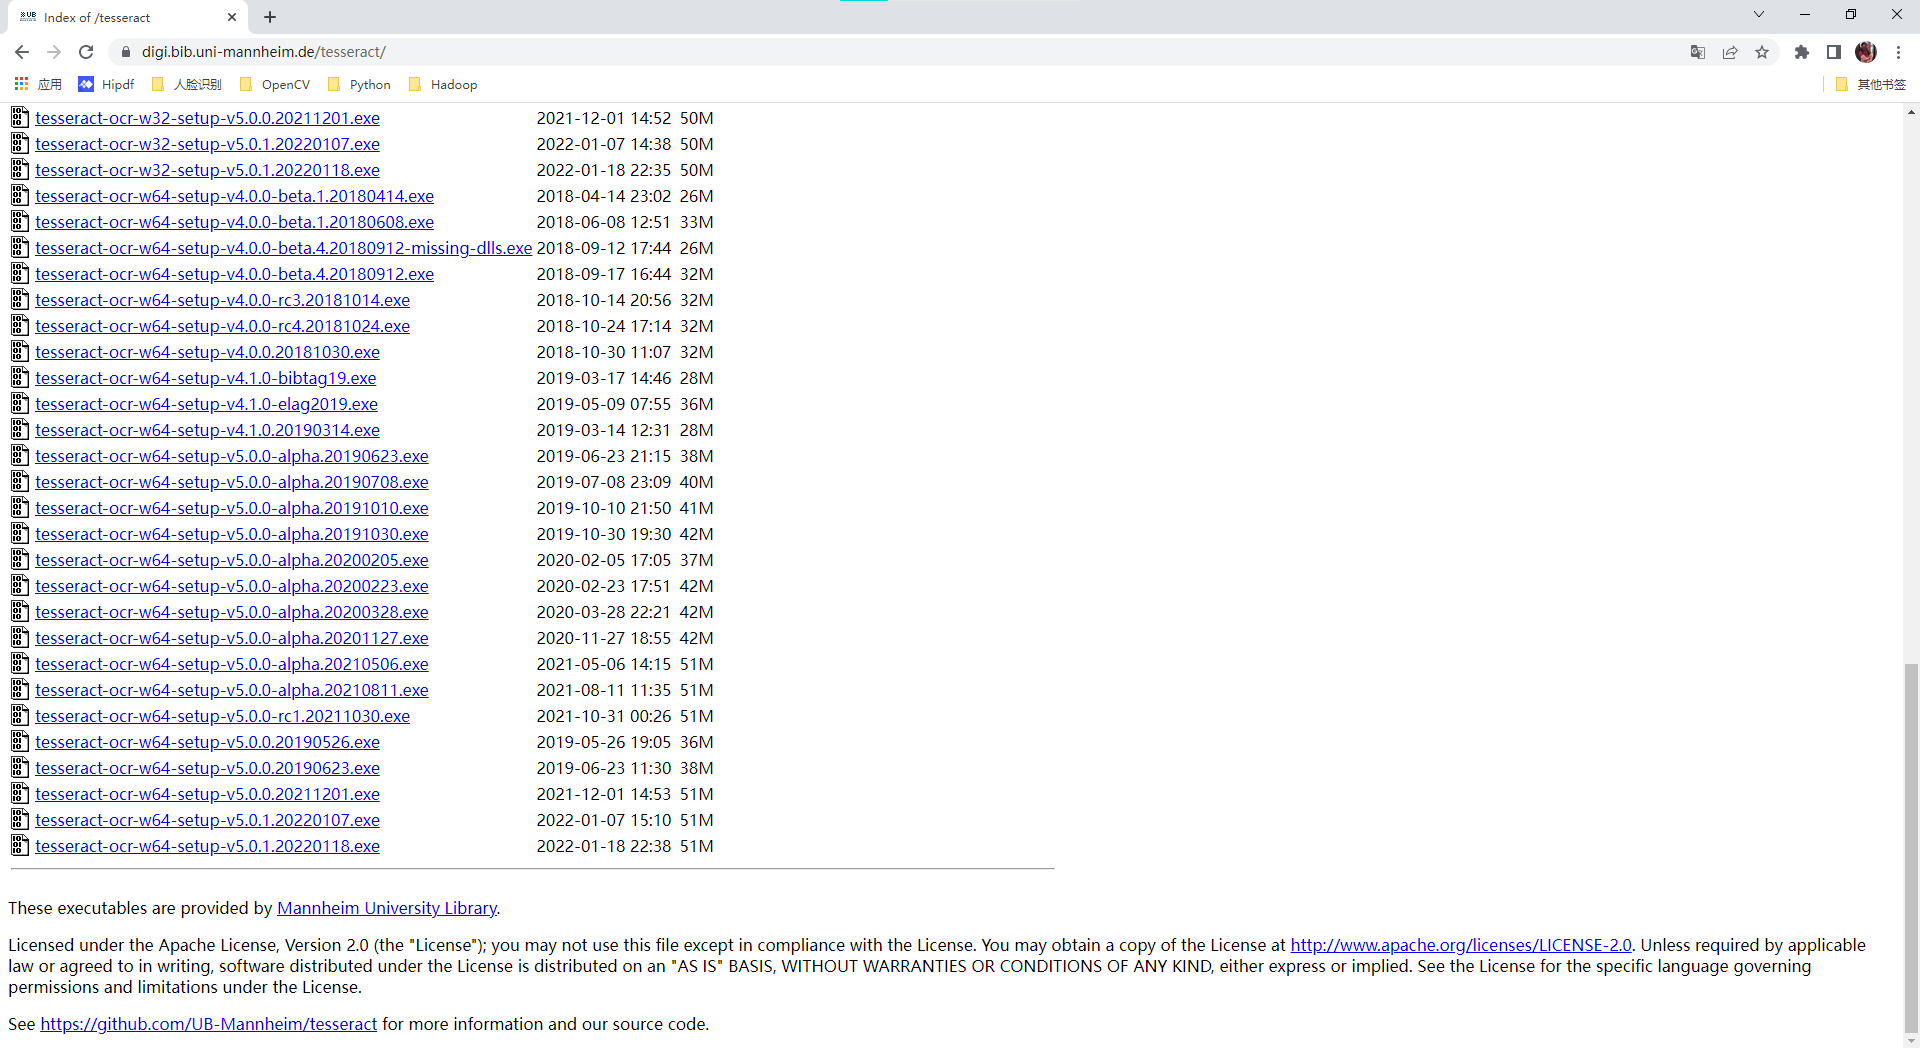 UB
Index of /tesseract
digi.bib.uni-mannheim.de/tesseract/
应用 Hipdf 人脸识别 OpenCV Python Hadoop 其他书签
tesseract-ocr-w32-setup-v5.0.0.20211201.exe 2021-12-01 14:52 50M
tesseract-ocr-w32-setup-v5.0.1.20220107.exe 2022-01-07 14:38 50M
tesseract-ocr-w32-setup-v5.0.1.20220118.exe 2022-01-18 22:35 50M
tesseract-ocr-w64-setup-v4.0.0-beta.1.20180414.exe 2018-04-14 23:02 26M
tesseract-ocr-w64-setup-v4.0.0-beta.1.20180608.exe 2018-06-08 12:51 33M
tesseract-ocr-w64-setup-v4.0.0-beta.4.20180912-missing-dlls.exe 2018-09-12 17:44 26M
tesseract-ocr-w64-setup-v4.0.0-beta.4.20180912.exe 2018-09-17 16:44 32M
tesseract-ocr-w64-setup-v4.0.0-rc3.20181014.exe 2018-10-14 20:56 32M
tesseract-ocr-w64-setup-v4.0.0-rc4.20181024.exe 2018-10-24 17:14 32M
tesseract-ocr-w64-setup-v4.0.0.20181030.exe 2018-10-30 11:07 32M
tesseract-ocr-w64-setup-v4.1.0-bibtag19.exe 2019-03-17 14:46 28M
tesseract-ocr-w64-setup-v4.1.0-elag2019.exe 2019-05-09 07:55 36M
tesseract-ocr-w64-setup-v4.1.0.20190314.exe 2019-03-14 12:31 28M
tesseract-ocr-w64-setup-v5.0.0-alpha.20190623.exe 2019-06-23 21:15 38M
tesseract-ocr-w64-setup-v5.0.0-alpha.20190708.exe 2019-07-08 23:09 40M
tesseract-ocr-w64-setup-v5.0.0-alpha.20191010.exe 2019-10-10 21:50 41M
tesseract-ocr-w64-setup-v5.0.0-alpha.20191030.exe 2019-10-30 19:30 42M
tesseract-ocr-w64-setup-v5.0.0-alpha.20200205.exe 2020-02-05 17:05 37M
tesseract-ocr-w64-setup-v5.0.0-alpha.20200223.exe 2020-02-23 17:51 42M
tesseract-ocr-w64-setup-v5.0.0-alpha.20200328.exe 2020-03-28 22:21 42M
tesseract-ocr-w64-setup-v5.0.0-alpha.20201127.exe 2020-11-27 18:55 42M
tesseract-ocr-w64-setup-v5.0.0-alpha.20210506.exe 2021-05-06 14:15 51M
tesseract-ocr-w64-setup-v5.0.0-alpha.20210811.exe 2021-08-11 11:35 51M
tesseract-ocr-w64-setup-v5.0.0-rc1.20211030.exe 2021-10-31 00:26 51M
tesseract-ocr-w64-setup-v5.0.0.20190526.exe 2019-05-26 19:05 36M
tesseract-ocr-w64-setup-v5.0.0.20190623.exe 2019-06-23 11:30 38M
tesseract-ocr-w64-setup-v5.0.0.20211201.exe 2021-12-01 14:53 51M
tesseract-ocr-w64-setup-v5.0.1.20220107.exe 2022-01-07 15:10 51M
tesseract-ocr-w64-setup-v5.0.1.20220118.exe 2022-01-18 22:38 51M
These executables are provided by Mannheim University Library.
Licensed under the Apache License, Version 2.0 (the "License"); you may not use this file except in compliance with the License. You may obtain a copy of the License at http://www.apache.org/licenses/LICENSE-2.0. Unless required by applicable
law or agreed to in writing, software distributed under the License is distributed on an "AS IS" BASIS, WITHOUT WARRANTIES OR CONDITIONS OF ANY KIND, either express or implied. See the License for the specific language governing
permissions and limitations under the License.
See https://github.com/UB-Mannheim/tesseract for more information and our source code.